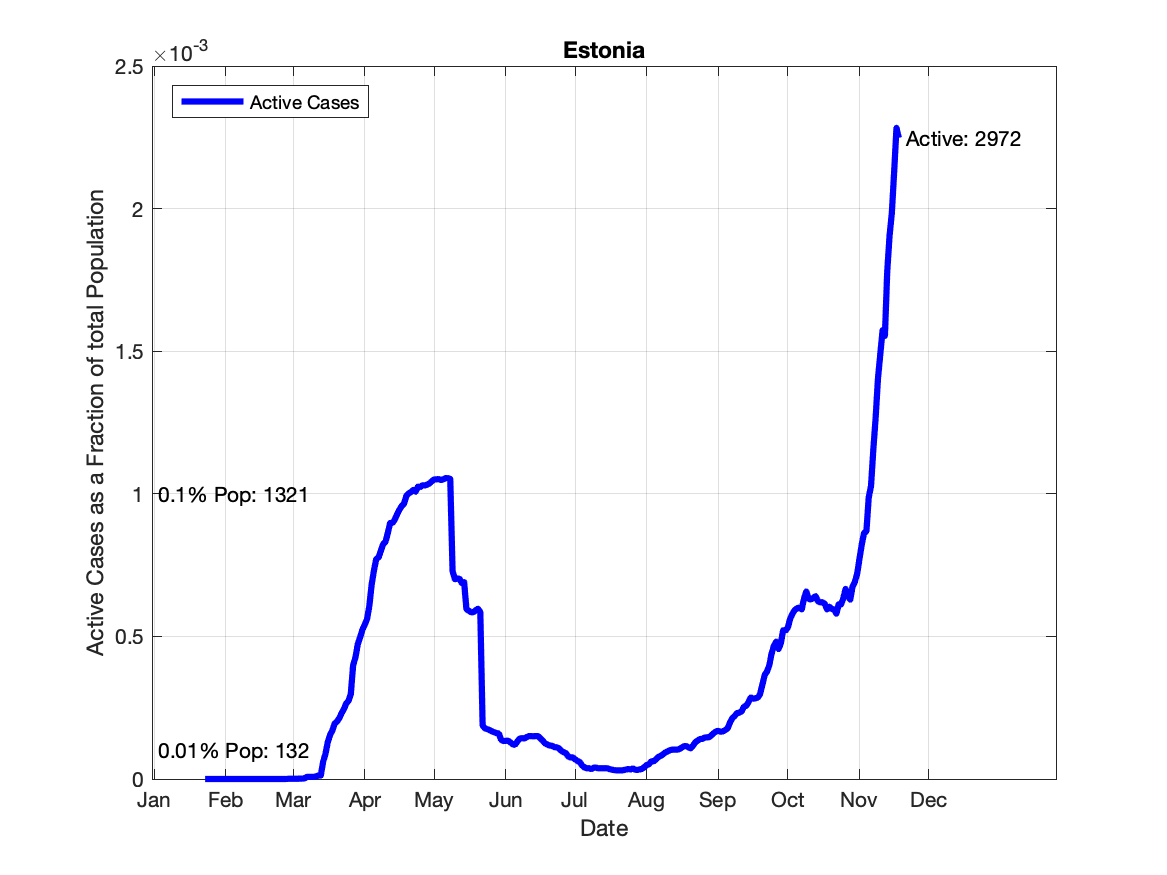 Estonia
×10-3
2.5
2
1.5
1
0.5
0
Active Cases
Active: 2972
0.1% Pop: 1321
0.01% Pop: 132
Active Cases as a Fraction of total Population
Jan Feb Mar Apr May Jun Jul Aug Sep Oct Nov Dec
Date